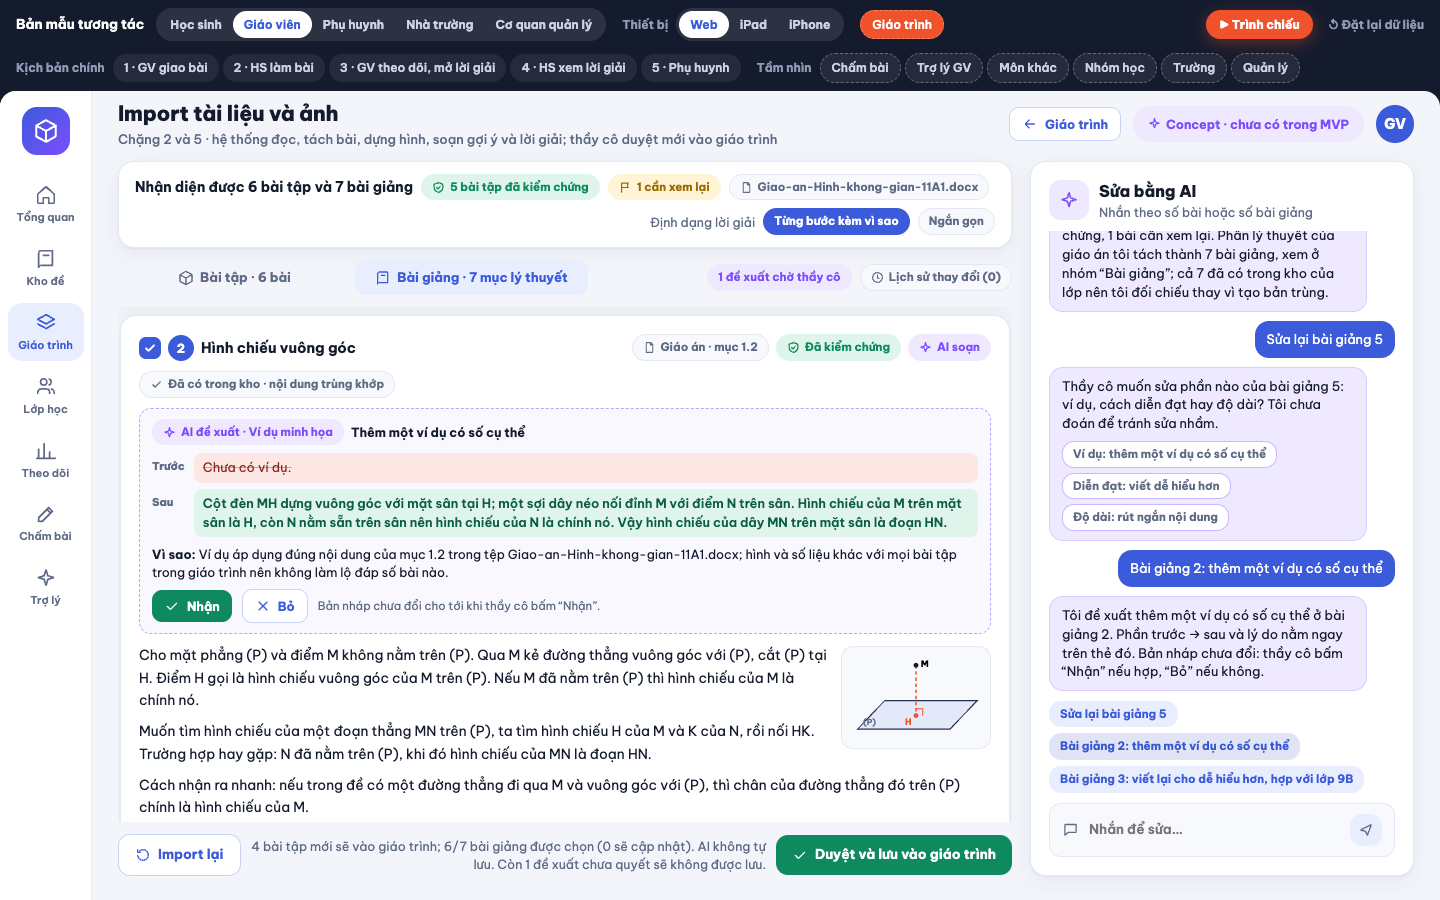 Bản mẫu tương tác
Học sinh
Giáo viên
Phụ huynh
Nhà trường
Cơ quan quản lý
Thiết bị
Web
iPad
iPhone
Giáo trình
Trình chiếu
Đặt lại dữ liệu
Kịch bản chính
1 · GV giao bài
2 · HS làm bài
3 · GV theo dõi, mở lời giải
4 · HS xem lời giải
5 · Phụ huynh
Tầm nhìn
Chấm bài
Trợ lý GV
Môn khác
Nhóm học
Trường
Quản lý
Tổng quan
Kho đề
Giáo trình
Lớp học
Theo dõi
Chấm bài
Trợ lý
Import tài liệu và ảnh
Chặng 2 và 5 · hệ thống đọc, tách bài, dựng hình, soạn gợi ý và lời giải; thầy cô duyệt mới vào giáo trình
← Giáo trình
Concept · chưa có trong MVP
GV
Nhận diện được 6 bài tập và 7 bài giảng
5 bài tập đã kiểm chứng
1 cần xem lại
Giao-an-Hinh-khong-gian-11A1.docx
Định dạng lời giải
Từng bước kèm vì sao
Ngắn gọn
Bài tập · 6 bài
Bài giảng · 7 mục lý thuyết
1 đề xuất chờ thầy cô
Lịch sử thay đổi (0)
2
Hình chiếu vuông góc
Giáo án · mục 1.2
Đã kiểm chứng
AI soạn
Đã có trong kho · nội dung trùng khớp
AI đề xuất · Ví dụ minh họa
Thêm một ví dụ có số cụ thể
Trước
Chưa có ví dụ.
Sau
Cột đèn MH dựng vuông góc với mặt sân tại H; một sợi dây néo nối đỉnh M với điểm N trên sân. Hình chiếu của M trên mặt
sân là H, còn N nằm sẵn trên sân nên hình chiếu của N là chính nó. Vậy hình chiếu của dây MN trên mặt sân là đoạn HN.
Vì sao: Ví dụ áp dụng đúng nội dung của mục 1.2 trong tệp Giao-an-Hinh-khong-gian-11A1.docx; hình và số liệu khác với mọi bài tập
trong giáo trình nên không làm lộ đáp số bài nào.
Nhận
Bỏ
Bản nháp chưa đổi cho tới khi thầy cô bấm “Nhận”.
Cho mặt phẳng (P) và điểm M không nằm trên (P). Qua M kẻ đường thẳng vuông góc với (P), cắt (P) tại
H. Điểm H gọi là hình chiếu vuông góc của M trên (P). Nếu M đã nằm trên (P) thì hình chiếu của M là
chính nó.
M
(P)
H
Muốn tìm hình chiếu của một đoạn thẳng MN trên (P), ta tìm hình chiếu H của M và K của N, rồi nối HK.
Trường hợp hay gặp: N đã nằm trên (P), khi đó hình chiếu của MN là đoạn HN.
Cách nhận ra nhanh: nếu trong đề có một đường thẳng đi qua M và vuông góc với (P), thì chân của đường thẳng đó trên (P)
chính là hình chiếu của M.
Import lại
4 bài tập mới sẽ vào giáo trình; 6/7 bài giảng được chọn (0 sẽ cập nhật). AI không tự
lưu. Còn 1 đề xuất chưa quyết sẽ không được lưu.
Duyệt và lưu vào giáo trình
Sửa bằng AI
Nhắn theo số bài hoặc số bài giảng
chứng, 1 bài cần xem lại. Phần lý thuyết của
giáo án tôi tách thành 7 bài giảng, xem ở
nhóm “Bài giảng”; cả 7 đã có trong kho của
lớp nên tôi đối chiếu thay vì tạo bản trùng.
Sửa lại bài giảng 5
Thầy cô muốn sửa phần nào của bài giảng 5:
ví dụ, cách diễn đạt hay độ dài? Tôi chưa
đoán để tránh sửa nhầm.
Ví dụ: thêm một ví dụ có số cụ thể
Diễn đạt: viết dễ hiểu hơn
Độ dài: rút ngắn nội dung
Bài giảng 2: thêm một ví dụ có số cụ thể
Tôi đề xuất thêm một ví dụ có số cụ thể ở bài
giảng 2. Phần trước → sau và lý do nằm ngay
trên thẻ đó. Bản nháp chưa đổi: thầy cô bấm
“Nhận” nếu hợp, “Bỏ” nếu không.
Sửa lại bài giảng 5
Bài giảng 2: thêm một ví dụ có số cụ thể
Bài giảng 3: viết lại cho dễ hiểu hơn, hợp với lớp 9B
Nhắn để sửa...